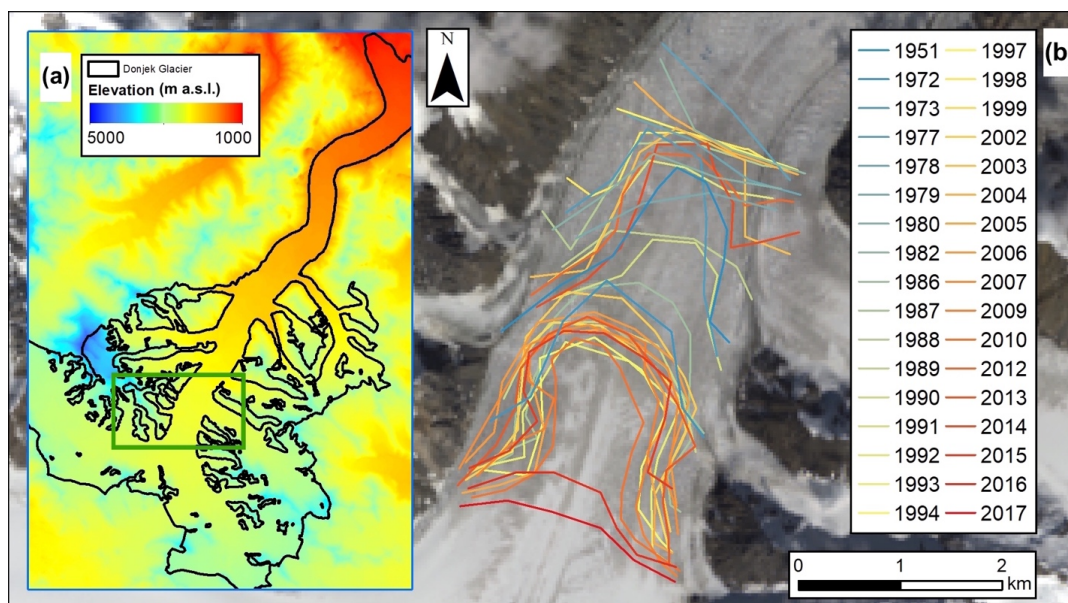 (a)
Donjek Glacier
Elevation (m a.s.l.)
5000 1000
N
(b)
1951 1997
1972 1998
1973 1999
1977 2002
1978 2003
1979 2004
1980 2005
1982 2006
1986 2007
1987 2009
1988 2010
1989 2012
1990 2013
1991 2014
1992 2015
1993 2016
1994 2017
0 1 2
km